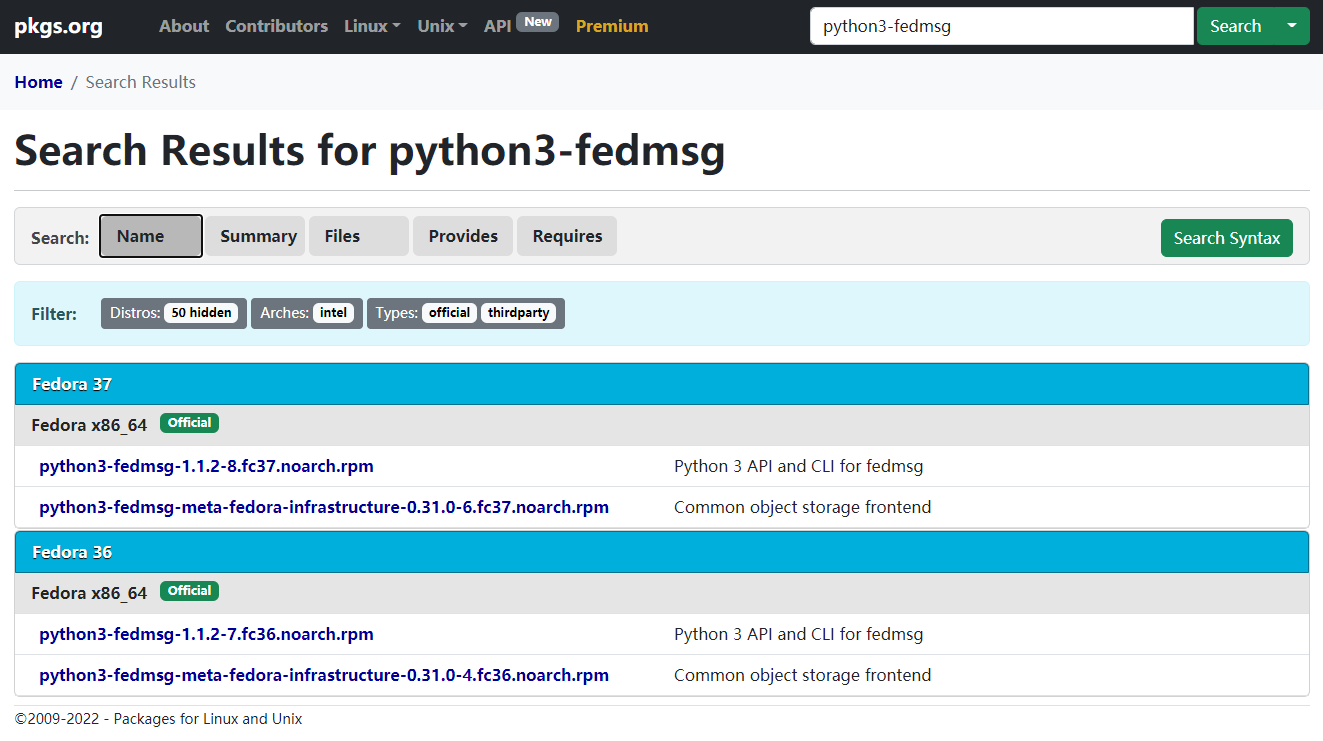 pkgs.org About Contributors Linux Unix API New Premium python3-fedmsg Search
Home / Search Results
Search Results for python3-fedmsg
Search: Name Summary Files Provides Requires Search Syntax
Filter: Distros: 50 hidden Arches: intel Types: official thirdparty
Fedora 37
Fedora x86_64 Official
python3-fedmsg-1.1.2-8.fc37.noarch.rpm Python 3 API and CLI for fedmsg
python3-fedmsg-meta-fedora-infrastructure-0.31.0-6.fc37.noarch.rpm Common object storage frontend
Fedora 36
Fedora x86_64 Official
python3-fedmsg-1.1.2-7.fc36.noarch.rpm Python 3 API and CLI for fedmsg
python3-fedmsg-meta-fedora-infrastructure-0.31.0-4.fc36.noarch.rpm Common object storage frontend
©2009-2022 - Packages for Linux and Unix